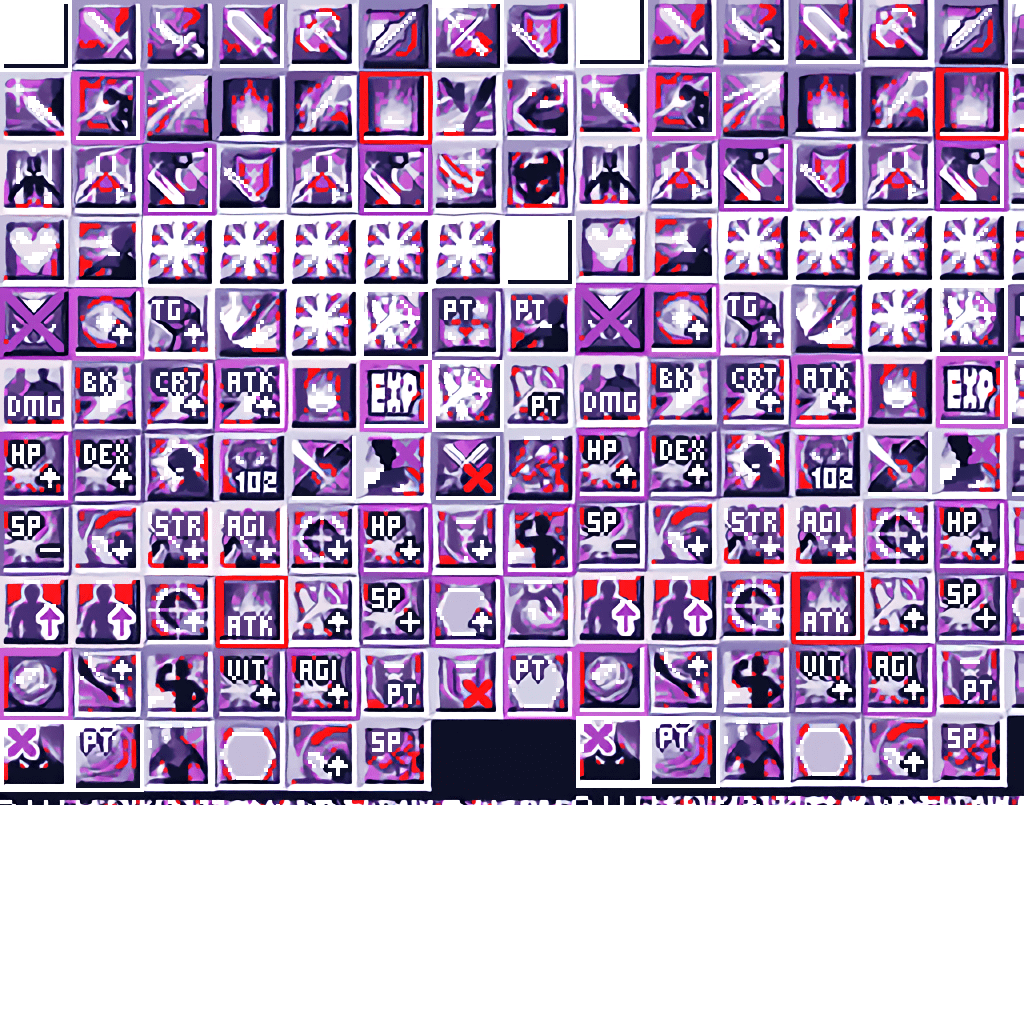 TG PT PT TG
DMG BK CRT ATK EXP PT DMG BK CRT ATK EXP
HP DEX 102 HP DEX 102
SP STR AGI HP SP STR AGI HP
ATK SP ATK SP
VIT AGI PT PT VIT AGI PT
PT SP PT SP